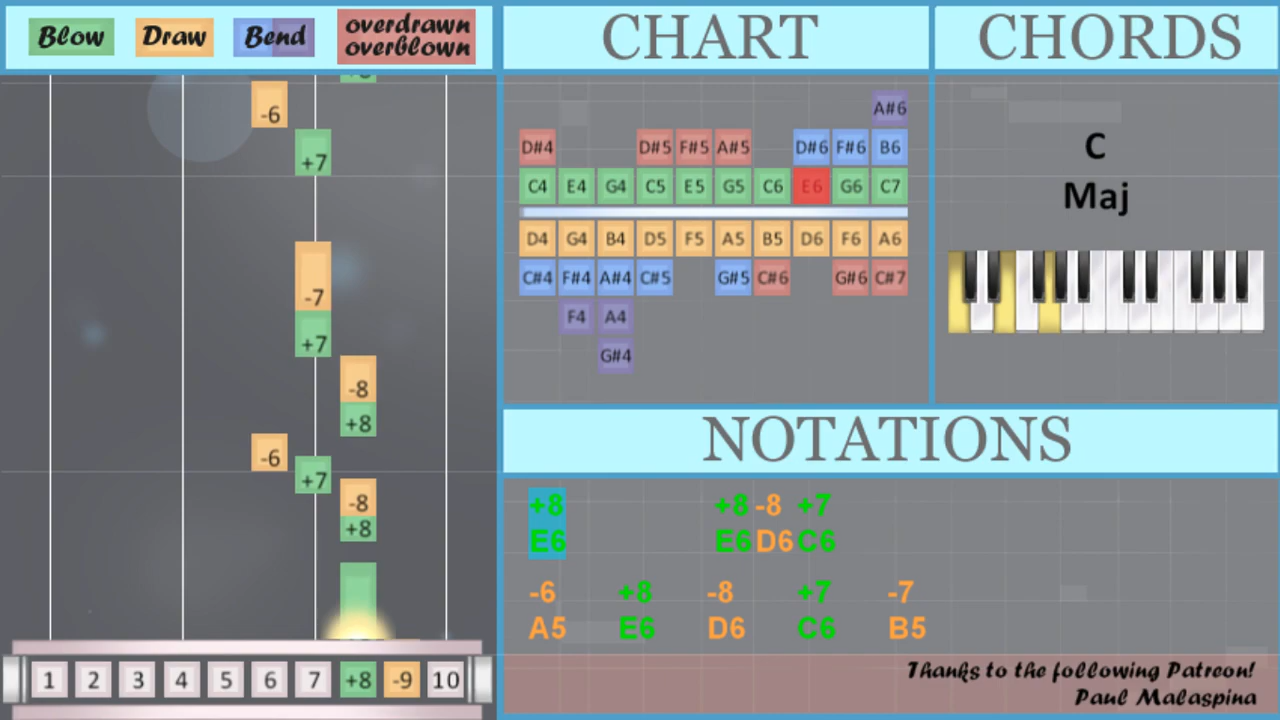 Blow Draw Bend overdrawn
overblown
CHART
CHORDS
-6
+7
-7
+7
-8
+8
-6
+7
-8
+8
1 2 3 4 5 6 7 +8 -9 10
A#6
D#4 D#5 F#5 A#5 D#6 F#6 B6
C4 E4 G4 C5 E5 G5 C6 E6 G6 C7
D4 G4 B4 D5 F5 A5 B5 D6 F6 A6
C#4 F#4 A#4 C#5 G#5 C#6 G#6 C#7
F4 A4
G#4
C
Maj
NOTATIONS
+8 +8 -8 +7
E6 E6 D6 C6
-6 +8 -8 +7 -7
A5 E6 D6 C6 B5
Thanks to the following Patreon!
Paul Malaspina